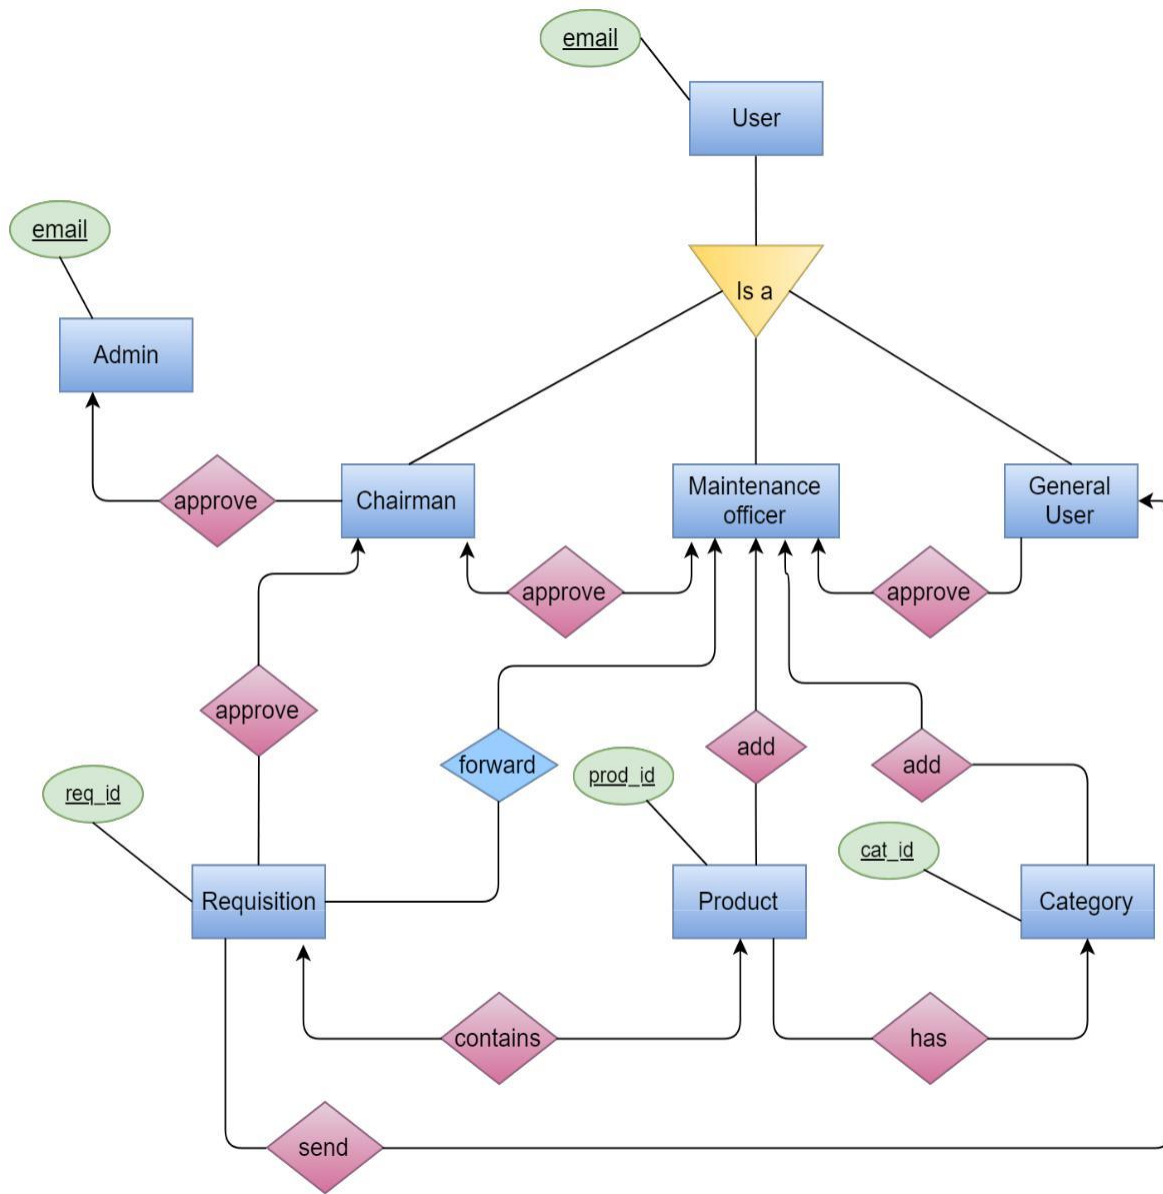 email
User
email
Is a
Admin
approve
Chairman
Maintenance
officer
General
User
approve
approve
approve
forward
add
add
req_id
prod_id
cat_id
Requisition
Product
Category
contains
has
send